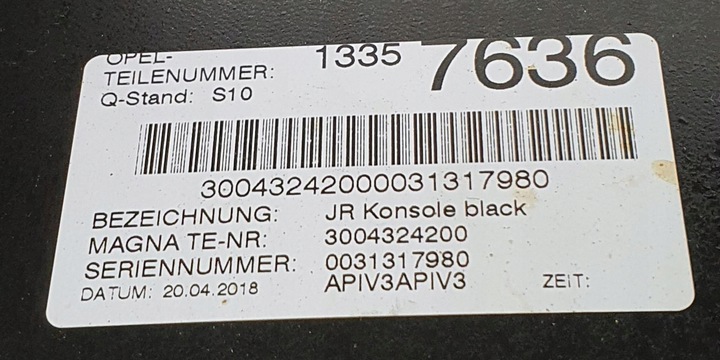 OPEL-
TEILENUMMER: 1335 7636
Q-Stand: S10
30043242000031317980
BEZEICHNUNG: JR Konsole black
MAGNA TE-NR: 3004324200
SERIENNUMMER: 0031317980
DATUM: 20.04.2018 APIV3APIV3 ZEIT: